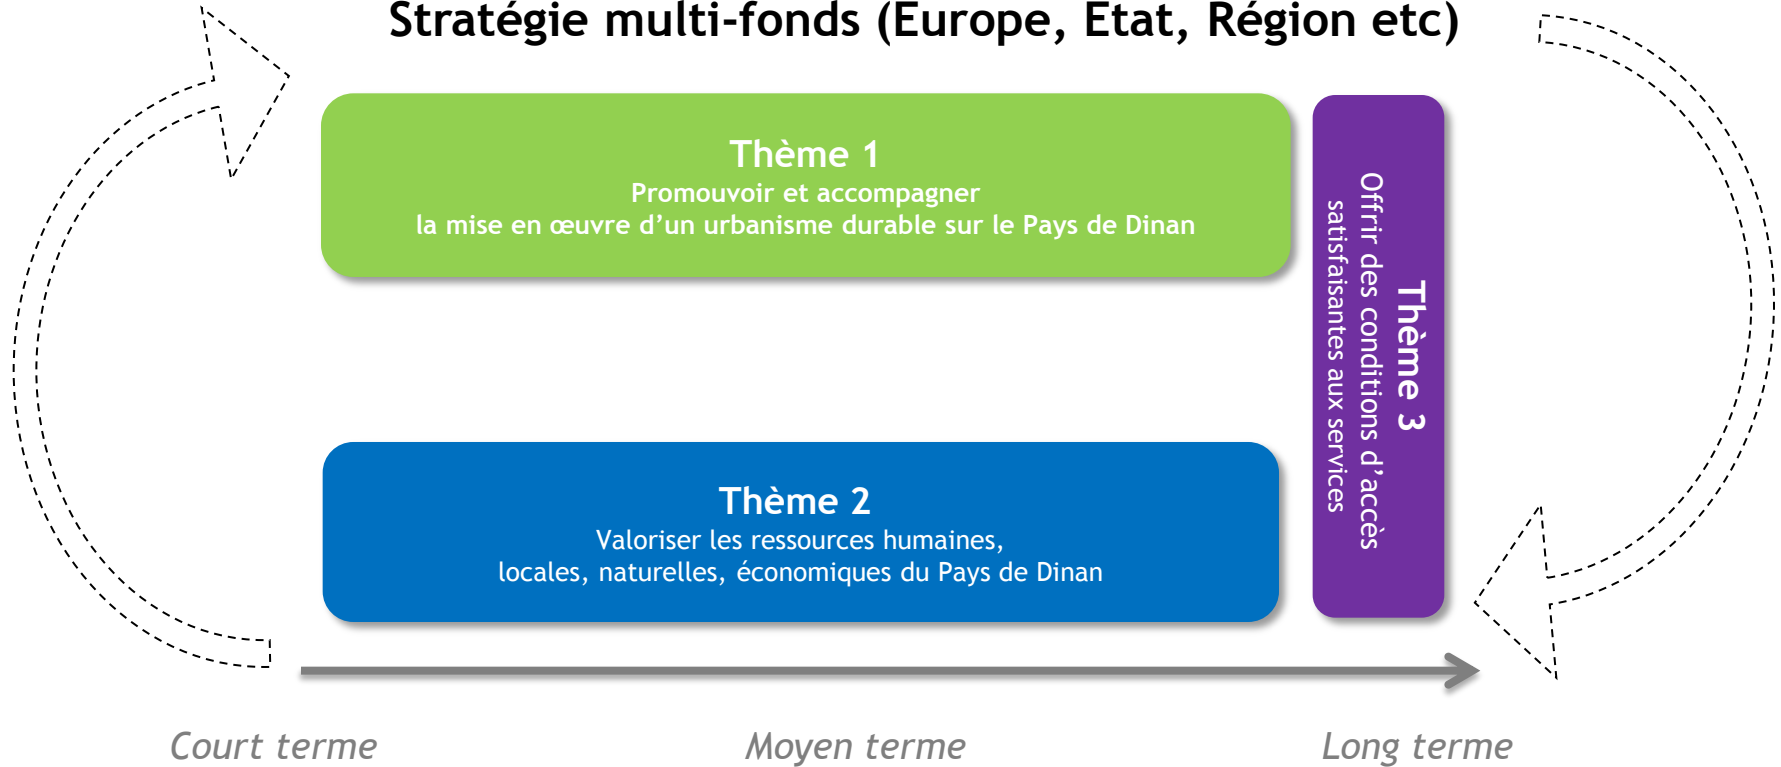 Stratégie multi-fonds (Europe, Etat, Région etc)
Thème 1
Promouvoir et accompagner
la mise en œuvre d’un urbanisme durable sur le Pays de Dinan
Thème 3
Offrir des conditions d’accès
satisfaisantes aux services
Thème 2
Valoriser les ressources humaines,
locales, naturelles, économiques du Pays de Dinan
Court terme
Moyen terme
Long terme